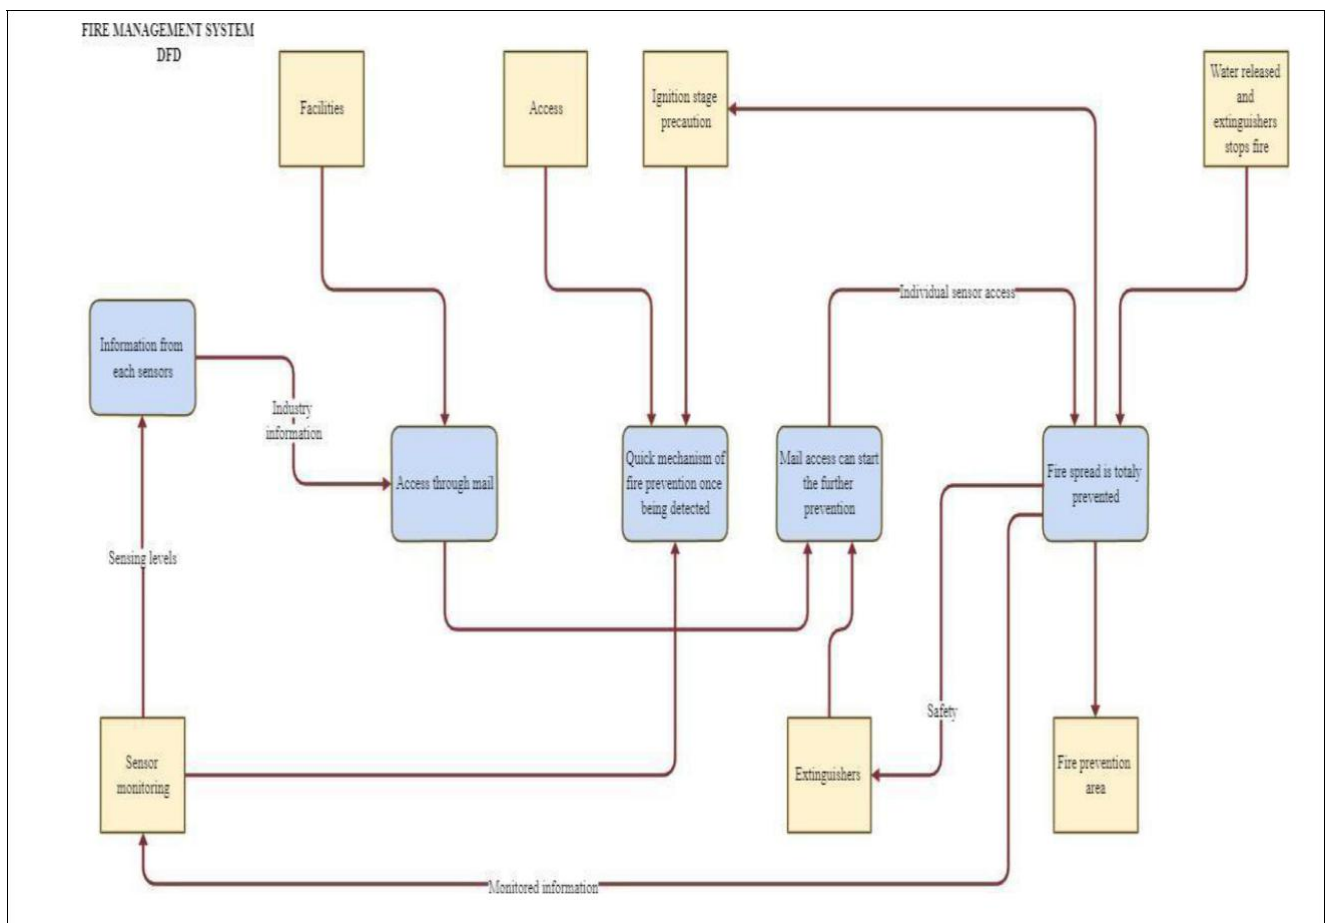 FIRE MANAGEMENT SYSTEM
DFD
Facilities
Access
Ignition stage
precaution
Water released
and
extinguishers
stops fire
Individual sensor access
Information from
each sensors
Industry
information
Access through mail
Quick mechanism of
fire prevention once
being detected
Mail access can start
the further
prevention
Fire spread is totaly
prevented
Sensing levels
Safety
Sensor
monitoring
Extinguishers
Fire prevention
area
Monitored information